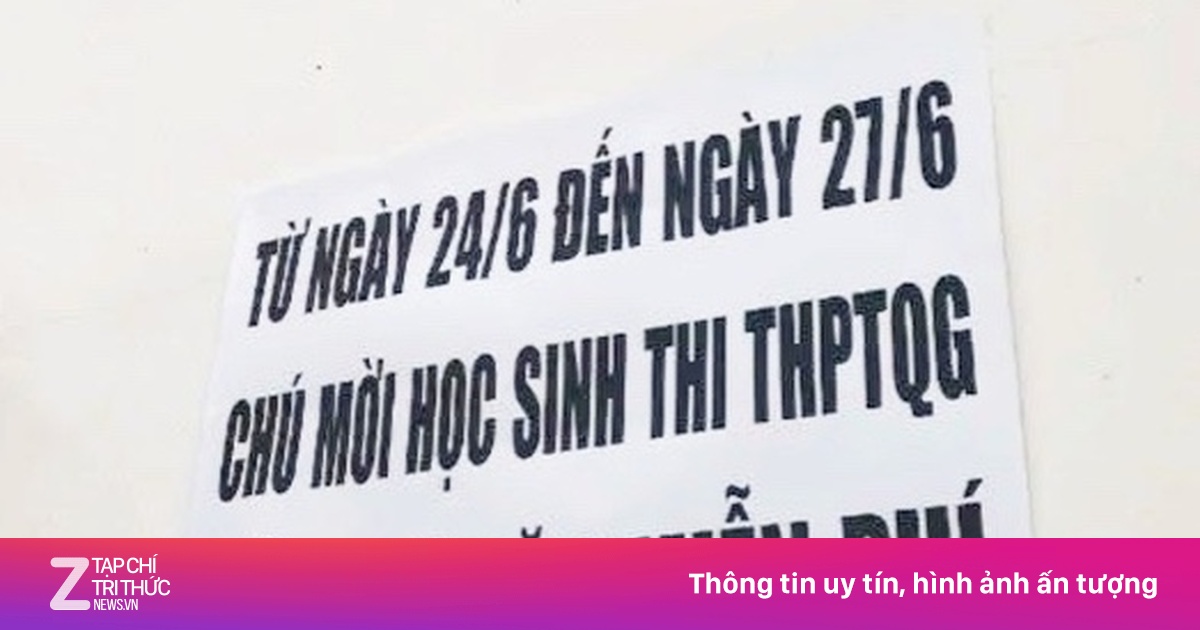 TỪ NGÀY 24/6 ĐẾN NGÀY 27/6
CHÚ MỜI HỌC SINH THI THPTQG
TẠP CHÍ
TRI THỨC
NEWS.VN
Thông tin uy tín, hình ảnh ấn tượng